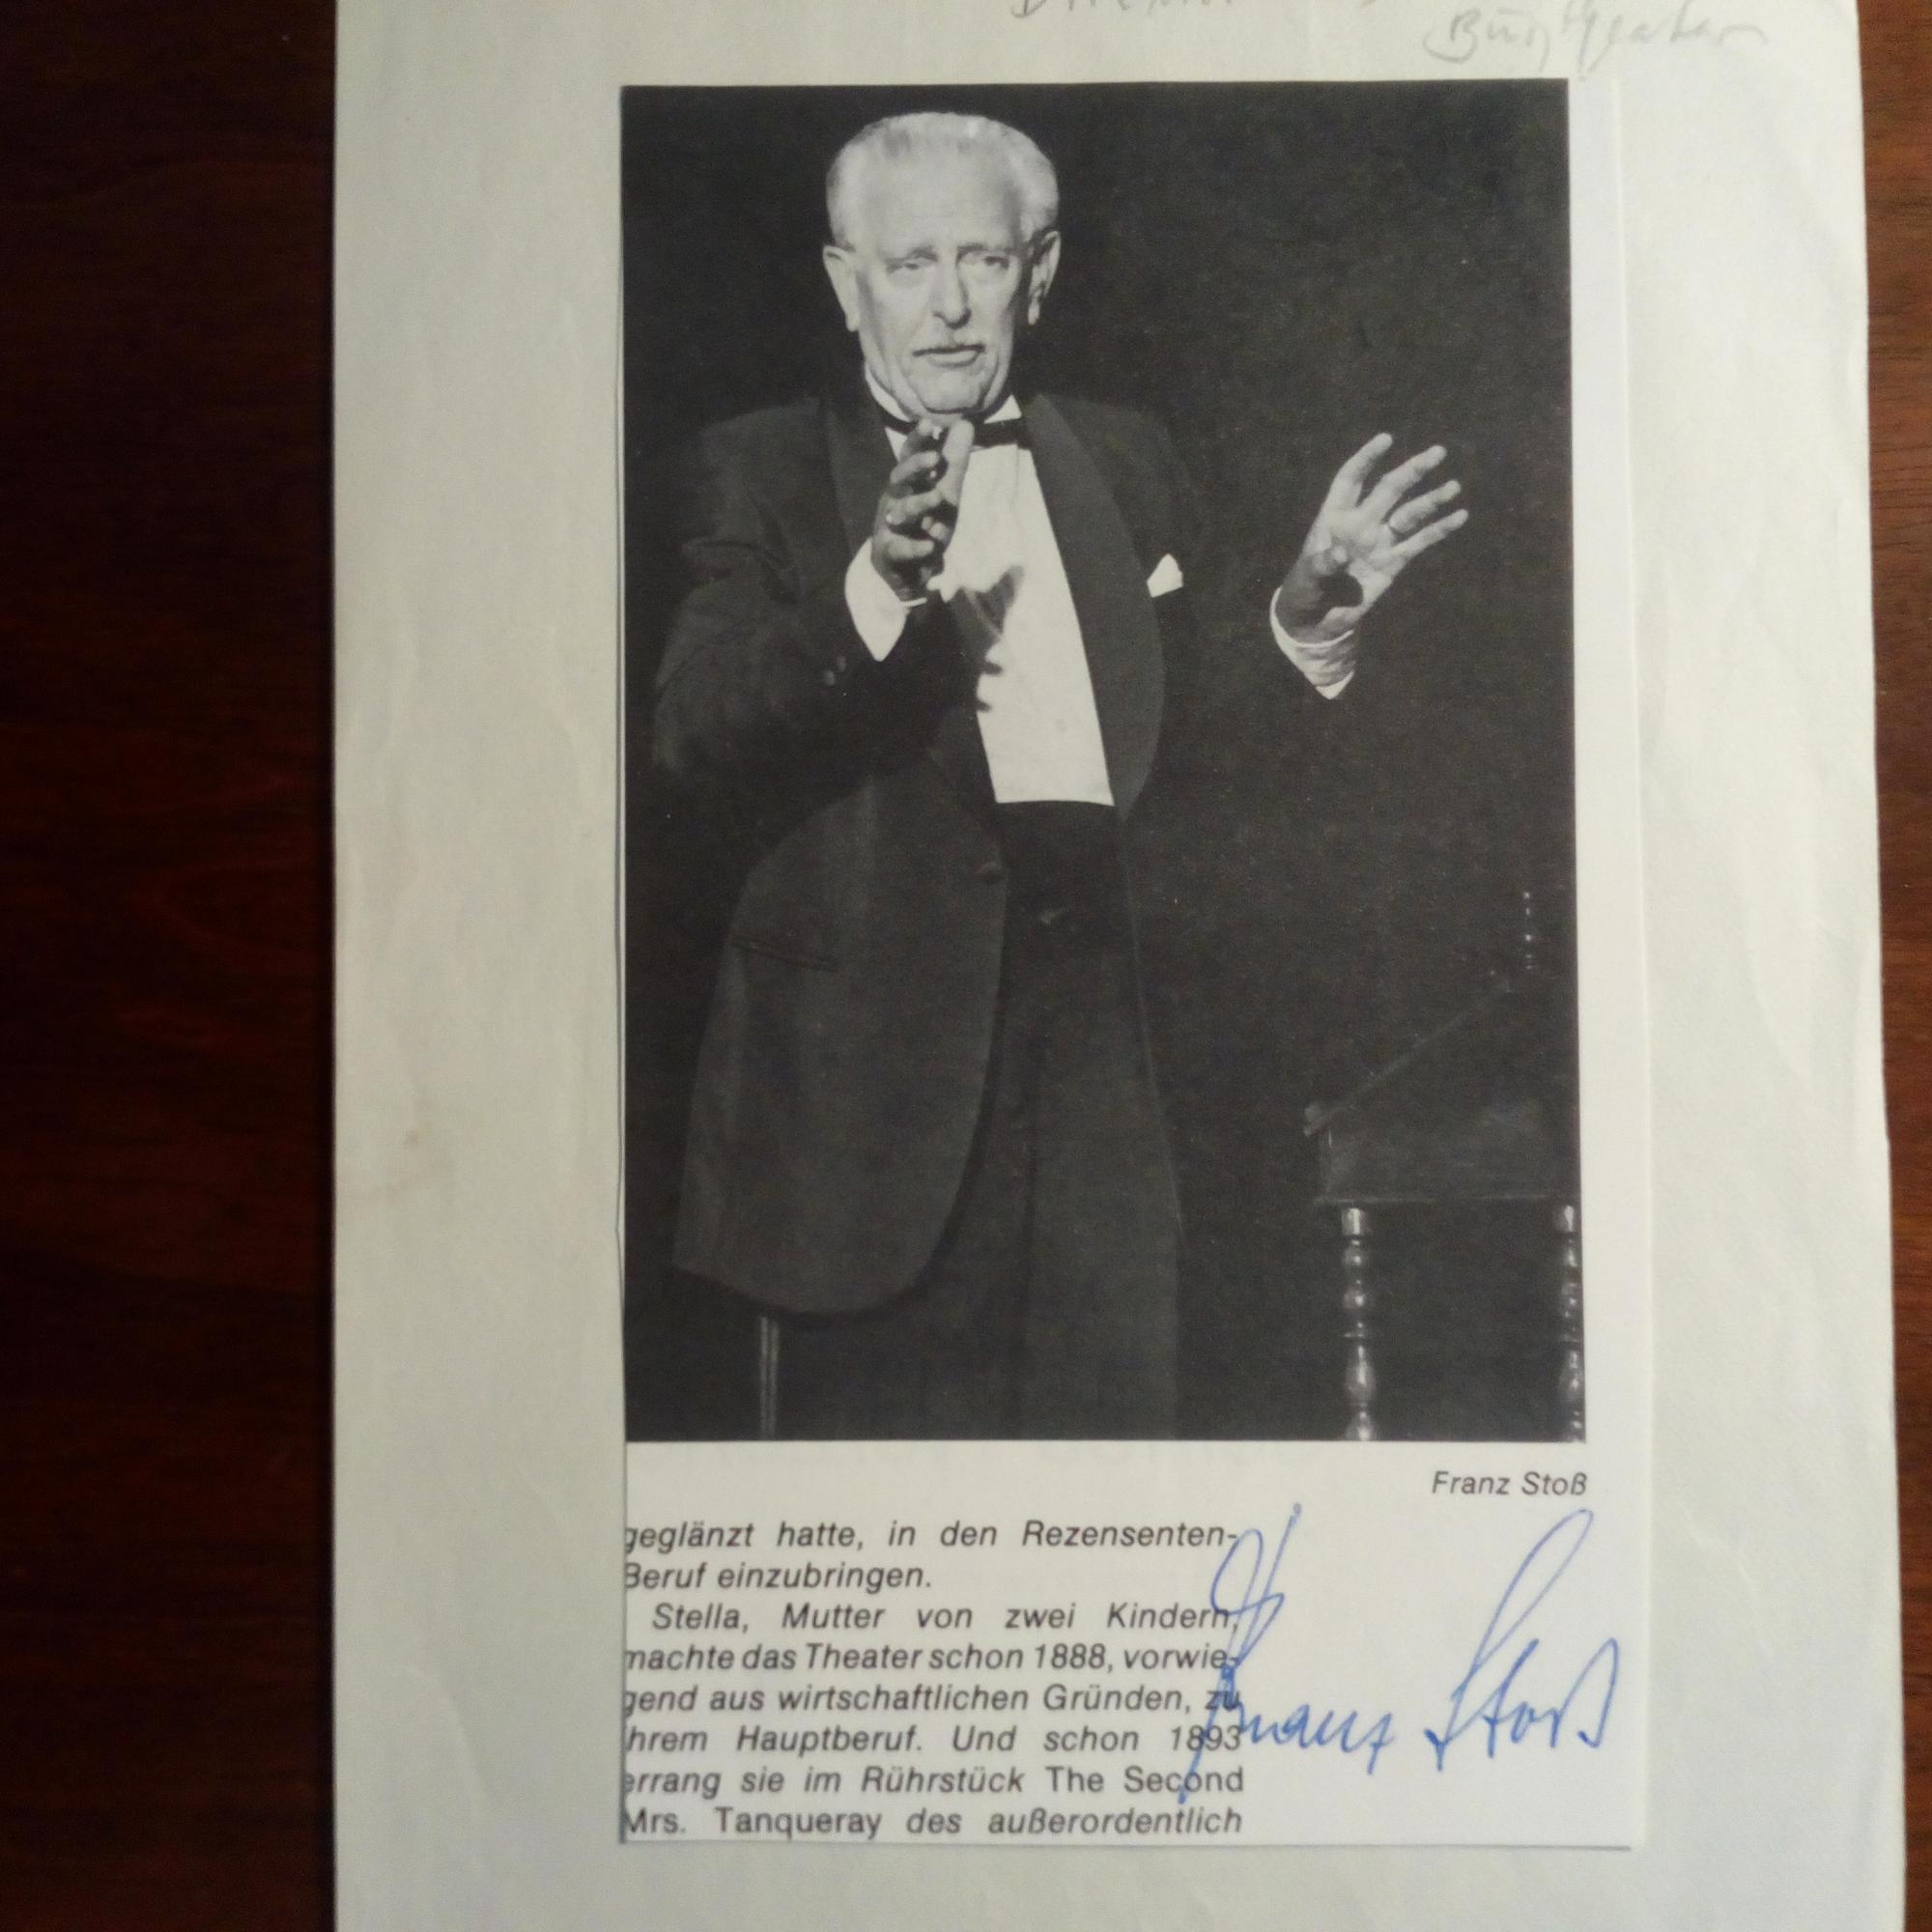 Burgtheater
Franz Stoß
geglänzt hatte, in den Rezensenten-
Beruf einzubringen.
Stella, Mutter von zwei Kindern,
machte das Theater schon 1888, vorwie-
gend aus wirtschaftlichen Gründen, zu
hrem Hauptberuf. Und schon 1893
errang sie im Rührstück The Second
Mrs. Tanqueray des außerordentlich
Franz Stoß